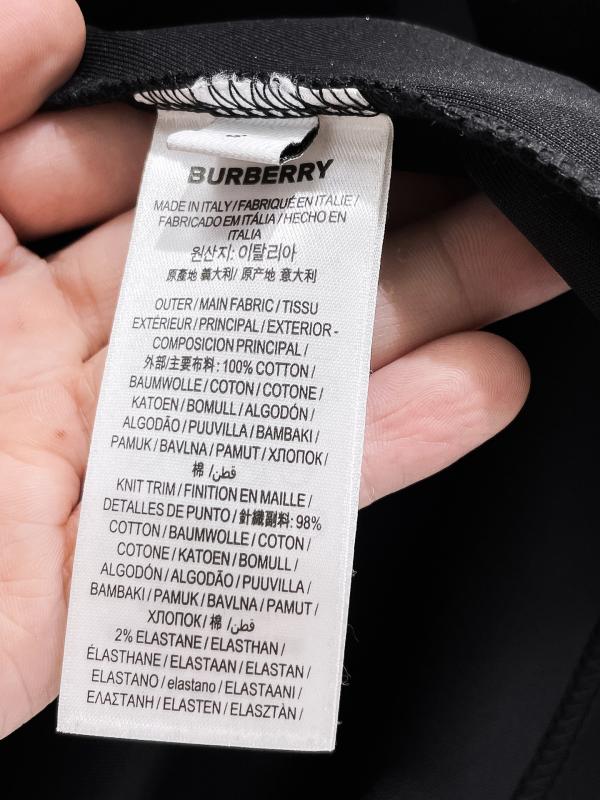 BURBERRY
MADE IN ITALY / FABRIQUÉ EN ITALIE /
FABRICADO EM ITÁLIA / HECHO EN
ITALIA
원산지: 이탈리아
原產地 義大利 / 原产地 意大利
OUTER / MAIN FABRIC / TISSU
EXTÉRIEUR / PRINCIPAL / EXTERIOR -
COMPOSICIÓN PRINCIPAL /
外部/主要布料: 100% COTTON /
BAUMWOLLE / COTON / COTONE /
KATOEN / BOMULL / ALGODÓN /
ALGODÃO / PUUVILLA / BAMBAKI /
PAMUK / BAVLNA / PAMUT / ХЛОПОК /
棉 / قطن
KNIT TRIM / FINITION EN MAILLE /
DETALLES DE PUNTO / 針織副料: 98%
COTTON / BAUMWOLLE / COTON /
COTONE / KATOEN / BOMULL /
ALGODÓN / ALGODÃO / PUUVILLA /
BAMBAKI / PAMUK / BAVLNA / PAMUT /
ХЛОПОК / 棉 / قطن
2% ELASTANE / ELASTHAN /
ÉLASTHANE / ELASTAAN / ELASTAN /
ELASTANO / elastano / ELASTAANI /
ΕΛΑΣΤΑΝΗ / ELASTEN / ELASZTÁN /